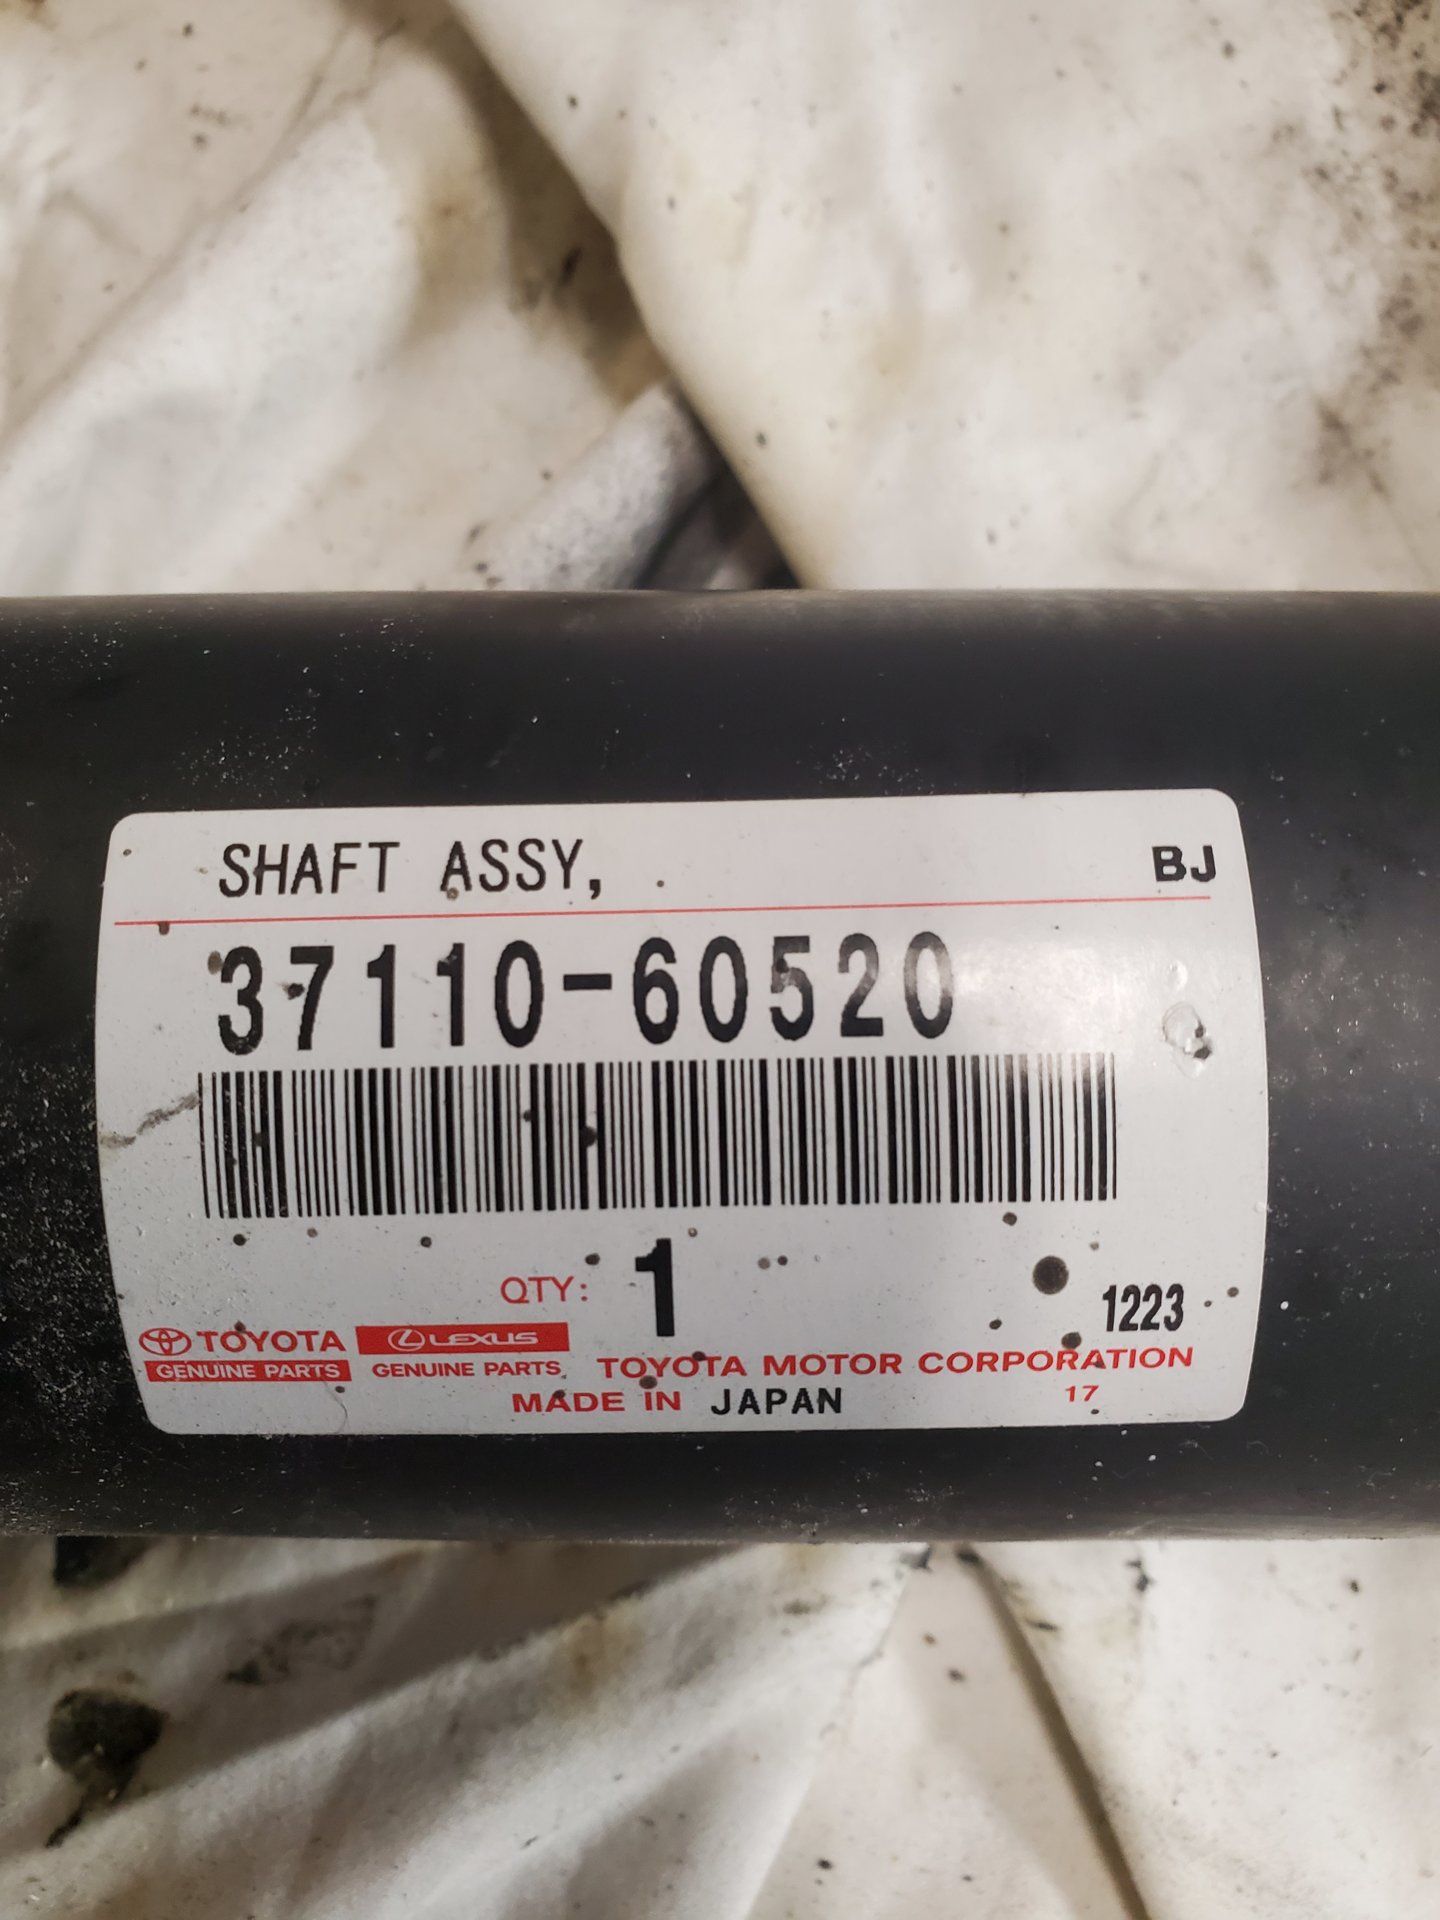 SHAFT ASSY, BJ
37110-60520
QTY: 1
1223
TOYOTA LEXUS
GENUINE PARTS GENUINE PARTS TOYOTA MOTOR CORPORATION
MADE IN JAPAN 17